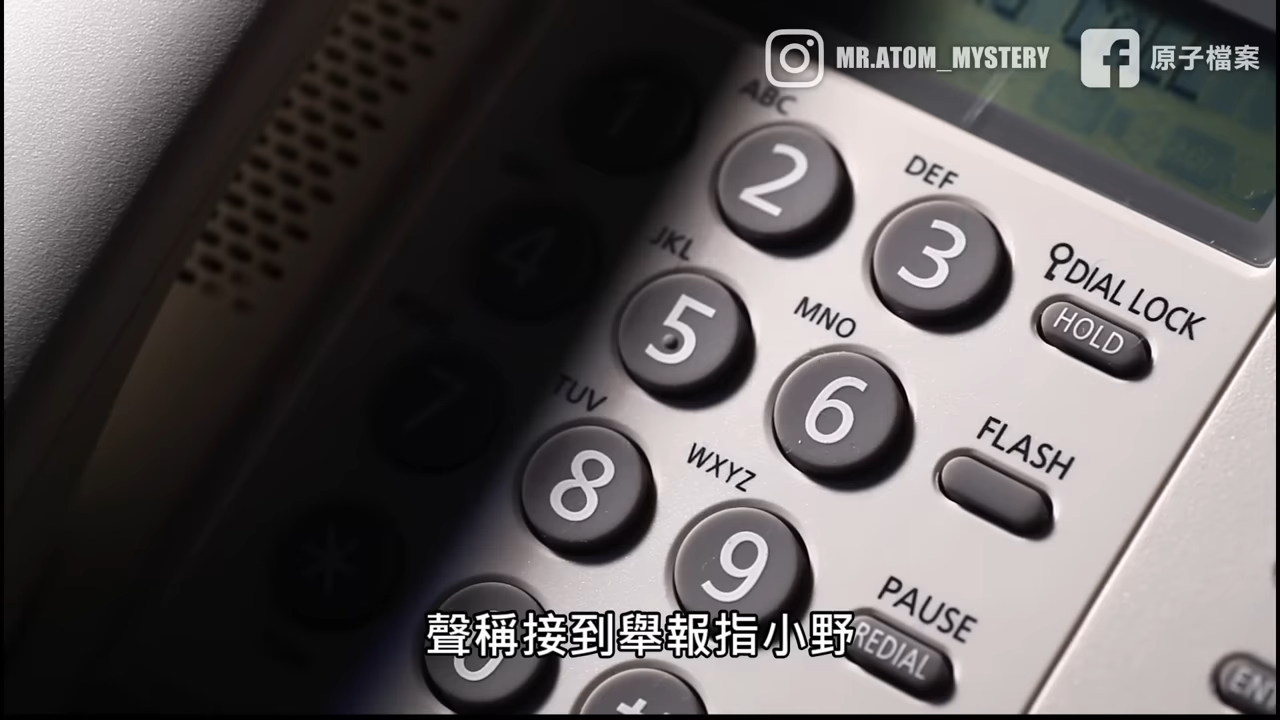 MR.ATOM_MYSTERY
原子檔案
ABC
2
DEF
3
DIAL LOCK
HOLD
JKL
5
MNO
6
FLASH
TUV
8
WXYZ
9
PAUSE
REDIAL
0
聲稱接到舉報指小野